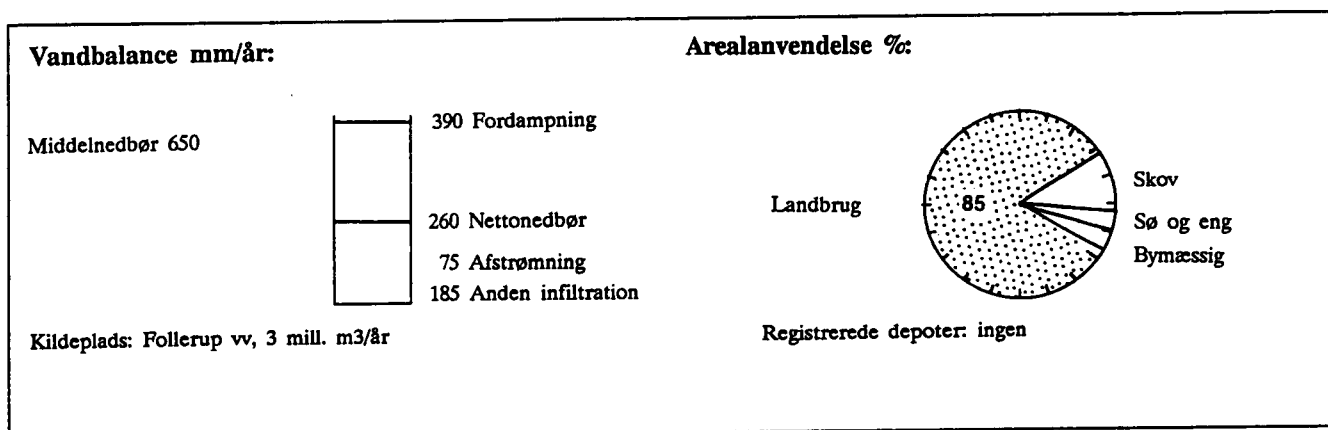 Vandbalance mm/år:
Middelnedbør 650
390 Fordampning
260 Nettonedbør
75 Afstrømning
185 Anden infiltration
Kildeplads: Follerup vv, 3 mill. m3/år
Arealanvendelse %:
Landbrug
85
Skov
Sø og eng
Bymæssig
Registrerede depoter: ingen